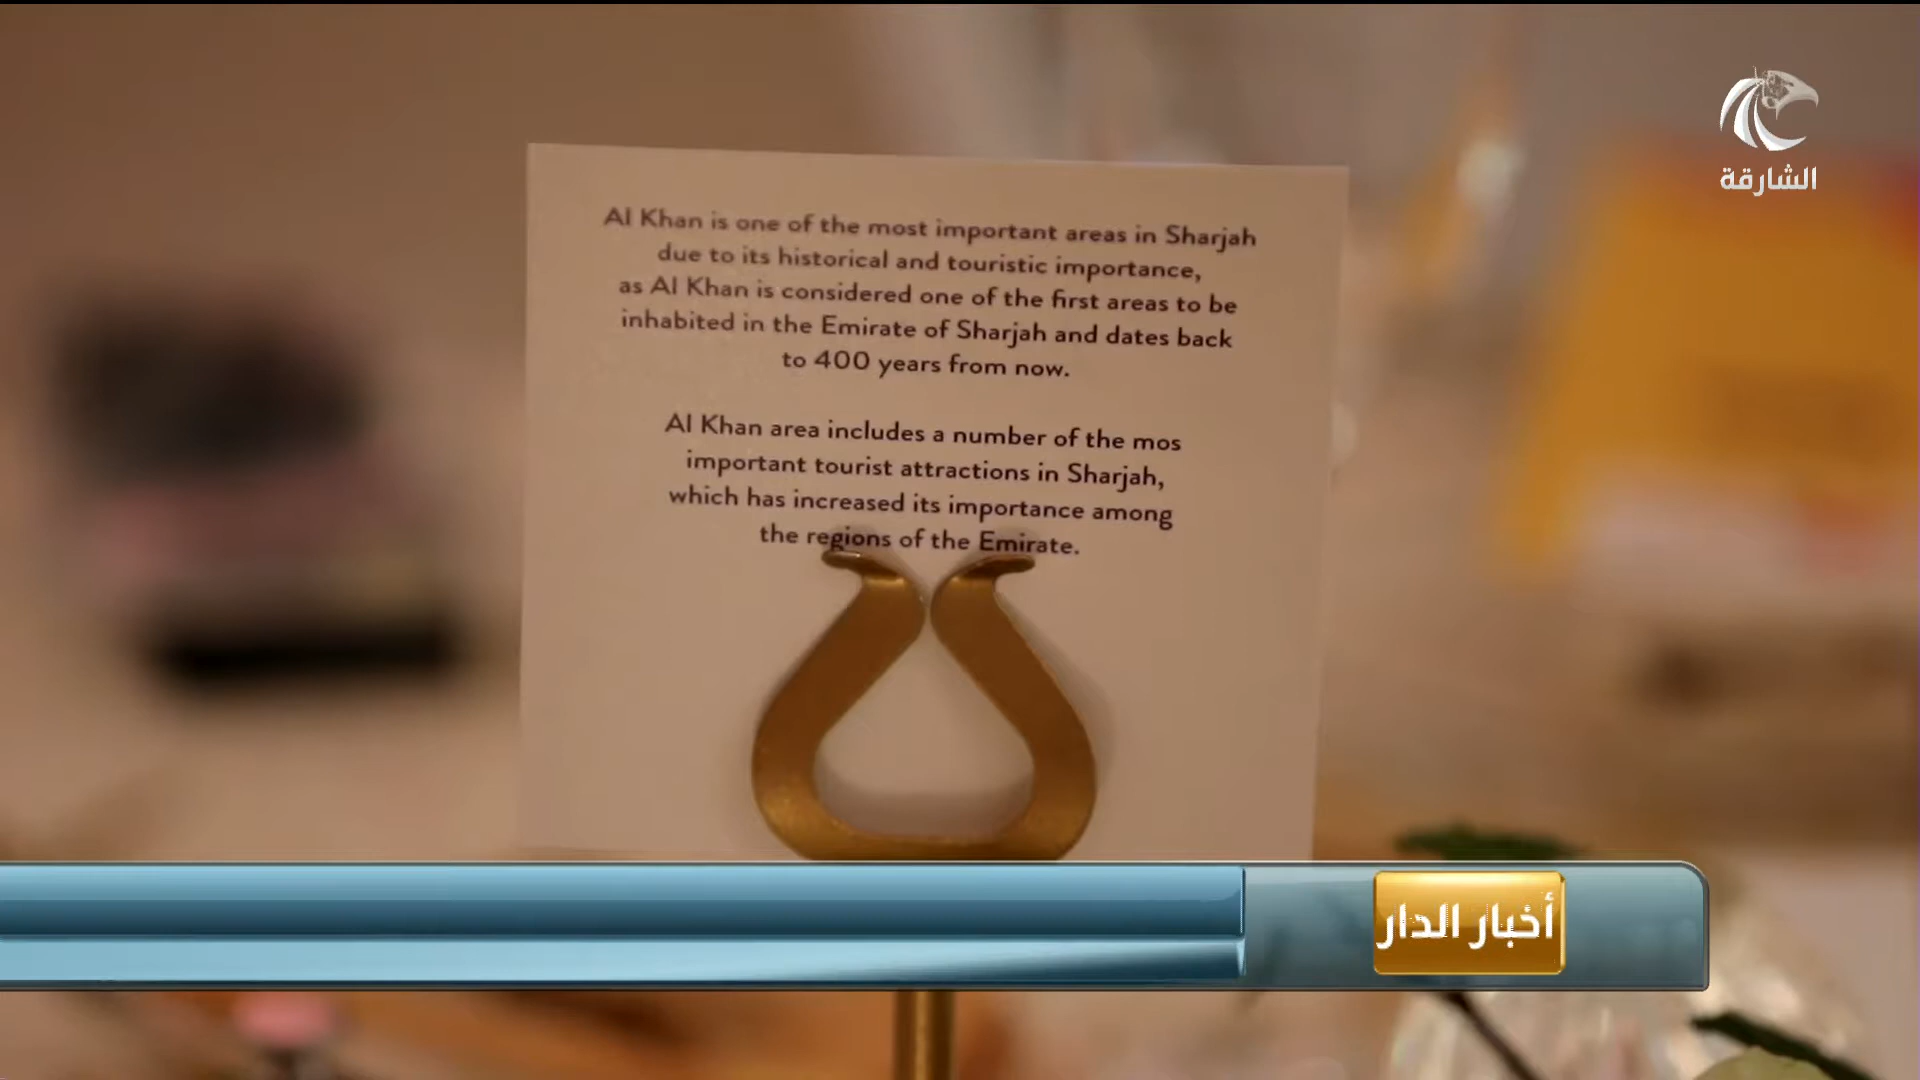 الشارقة
Al Khan is one of the most important areas in Sharjah
due to its historical and touristic importance,
as Al Khan is considered one of the first areas to be
inhabited in the Emirate of Sharjah and dates back
to 400 years from now.
Al Khan area includes a number of the mos
important tourist attractions in Sharjah,
which has increased its importance among
the regions of the Emirate.
أخبار الدار